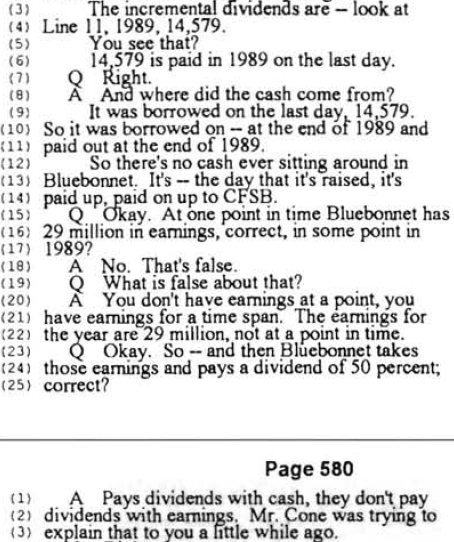 (3) The incremental dividends are -- look at
(4) Line 11, 1989, 14,579.
(5) You see that?
(6) 14,579 is paid in 1989 on the last day.
(7) Q Right.
(8) A And where did the cash come from?
(9) It was borrowed on the last day, 14,579.
(10) So it was borrowed on -- at the end of 1989 and
(11) paid out at the end of 1989.
(12) So there's no cash ever sitting around in
(13) Bluebonnet. It's -- the day that it's raised, it's
(14) paid up, paid on up to CFSB.
(15) Q Okay. At one point in time Bluebonnet has
(16) 29 million in earnings, correct, in some point in
(17) 1989?
(18) A No. That's false.
(19) Q What is false about that?
(20) A You don't have earnings at a point, you
(21) have earnings for a time span. The earnings for
(22) the year are 29 million, not at a point in time.
(23) Q Okay. So -- and then Bluebonnet takes
(24) those earnings and pays a dividend of 50 percent;
(25) correct?
Page 580
(1) A Pays dividends with cash, they don't pay
(2) dividends with earnings. Mr. Cone was trying to
(3) explain that to you a little while ago.